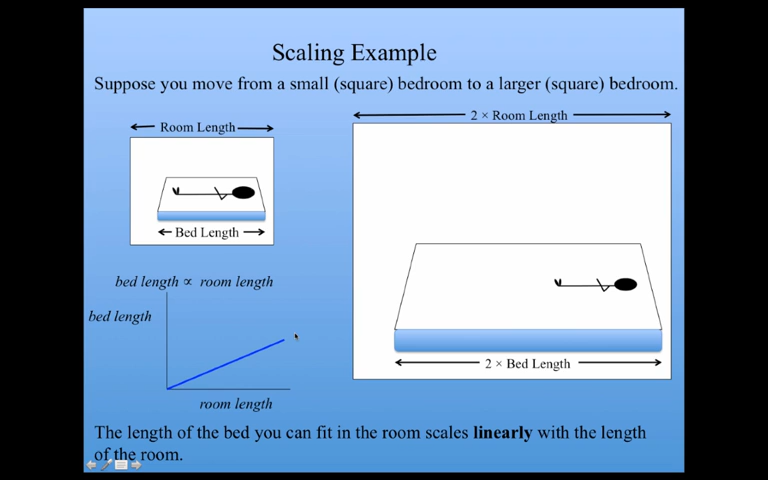 Scaling Example
Suppose you move from a small (square) bedroom to a larger (square) bedroom.
Room Length
2 × Room Length
Bed Length
bed length ∝ room length
bed length
room length
2 × Bed Length
The length of the bed you can fit in the room scales linearly with the length
of the room.